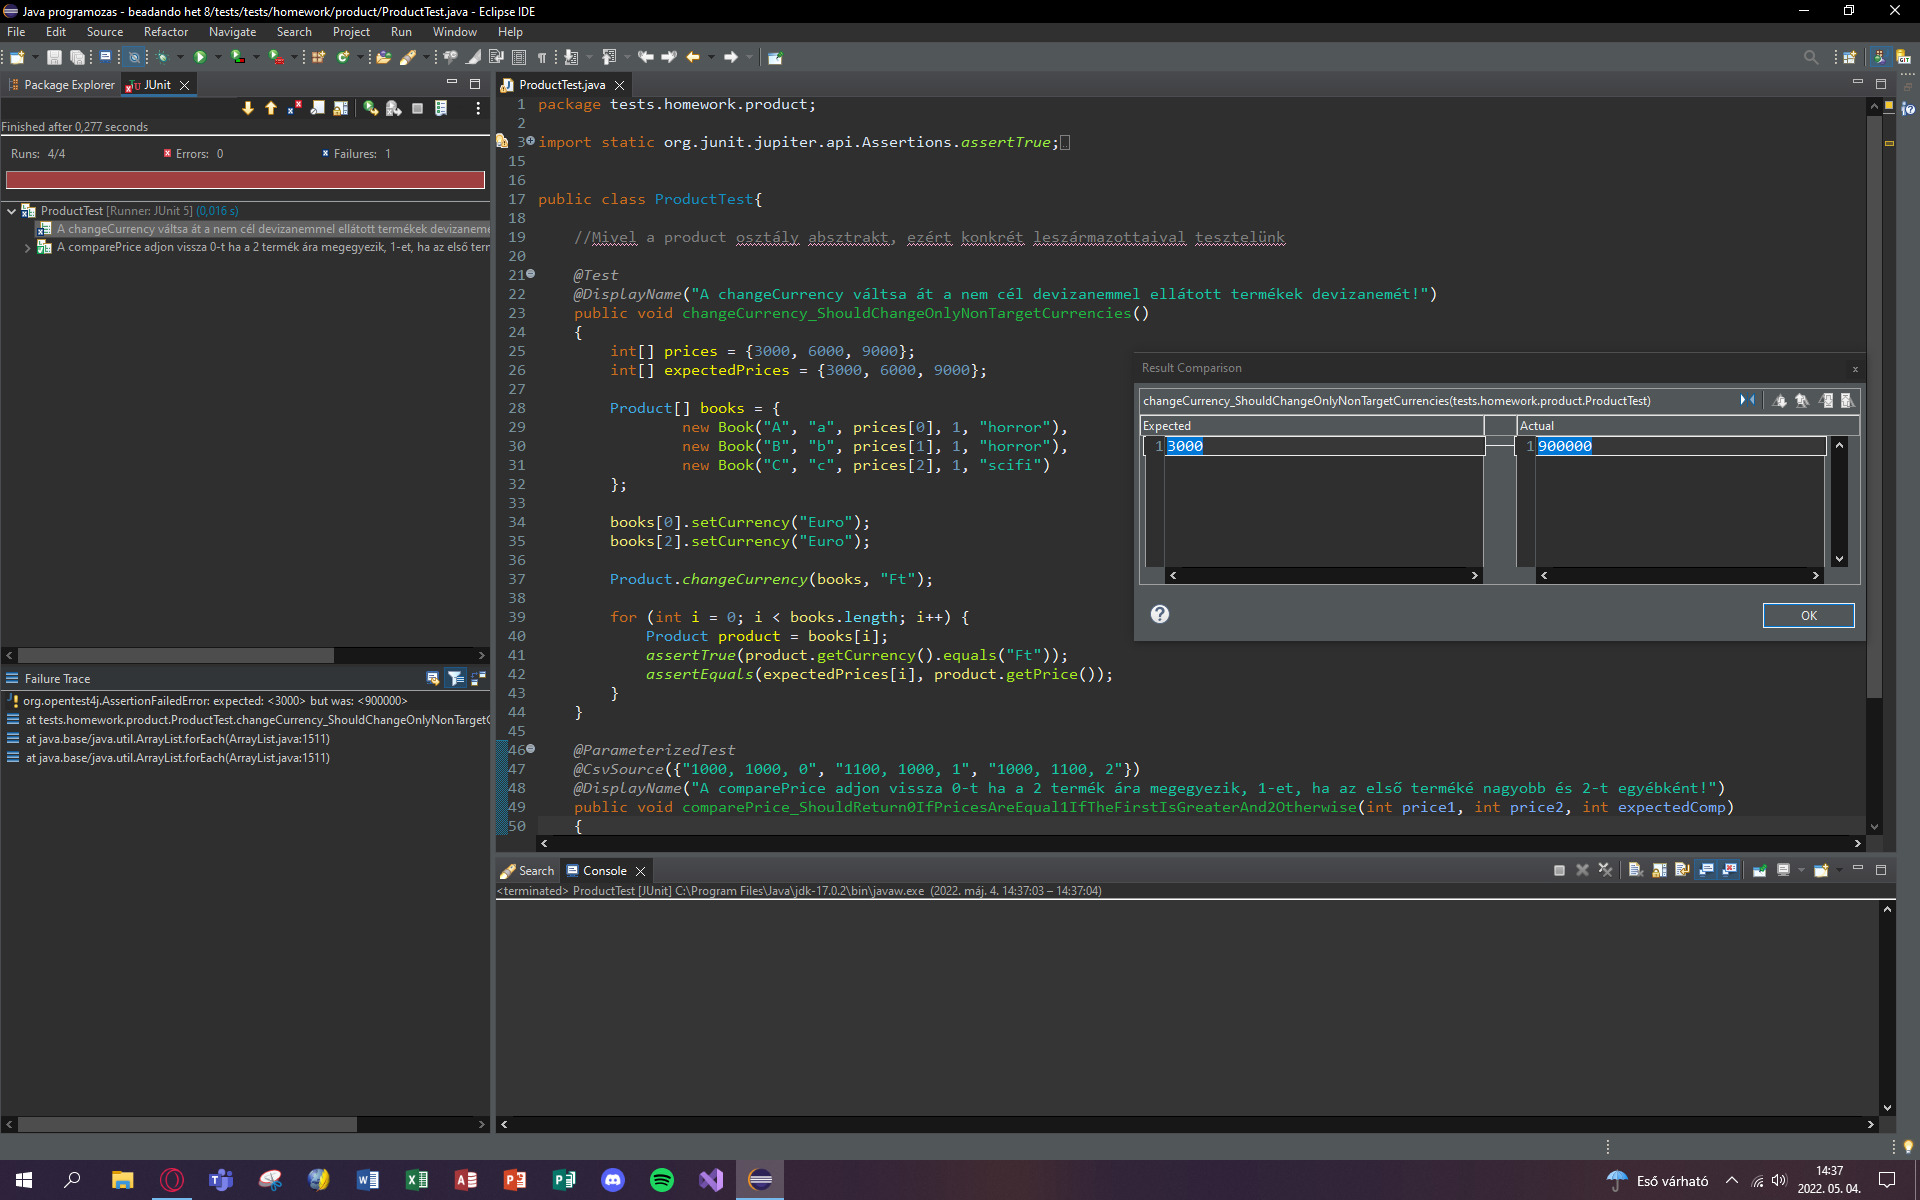 Java programozas - beadando het 8/tests/tests/homework/product/ProductTest.java - Eclipse IDE
File Edit Source Refactor Navigate Search Project Run Window Help
Package Explorer JUnit
Finished after 0,277 seconds
Runs: 4/4 Errors: 0 Failures: 1
ProductTest [Runner: JUnit 5] (0,016 s)
A changeCurrency váltsa át a nem cél devizanemmel ellátott termékek devizaneme
A comparePrice adjon vissza 0-t ha a 2 termék ára megegyezik, 1-et, ha az első terr
Failure Trace
org.opentest4j.AssertionFailedError: expected: <3000> but was: <900000>
at tests.homework.product.ProductTest.changeCurrency_ShouldChangeOnlyNonTargetC
at java.base/java.util.ArrayList.forEach(ArrayList.java:1511)
at java.base/java.util.ArrayList.forEach(ArrayList.java:1511)
ProductTest.java
1 package tests.homework.product;
2
3 import static org.junit.jupiter.api.Assertions.assertTrue;
15
16
17 public class ProductTest{
18
19 //Mivel a product osztály absztrakt, ezért konkrét leszármazottaival tesztelünk
20
21 @Test
22 @DisplayName("A changeCurrency váltsa át a nem cél devizanemmel ellátott termékek devizanemét!")
23 public void changeCurrency_ShouldChangeOnlyNonTargetCurrencies()
24 {
25 int[] prices = {3000, 6000, 9000};
26 int[] expectedPrices = {3000, 6000, 9000};
27
28 Product[] books = {
29 new Book("A", "a", prices[0], 1, "horror"),
30 new Book("B", "b", prices[1], 1, "horror"),
31 new Book("C", "c", prices[2], 1, "scifi")
32 };
33
34 books[0].setCurrency("Euro");
35 books[2].setCurrency("Euro");
36
37 Product.changeCurrency(books, "Ft");
38
39 for (int i = 0; i < books.length; i++) {
40 Product product = books[i];
41 assertTrue(product.getCurrency().equals("Ft"));
42 assertEquals(expectedPrices[i], product.getPrice());
43 }
44 }
45
46 @ParameterizedTest
47 @CsvSource({"1000, 1000, 0", "1100, 1000, 1", "1000, 1100, 2"})
48 @DisplayName("A comparePrice adjon vissza 0-t ha a 2 termék ára megegyezik, 1-et, ha az első terméké nagyobb és 2-t egyébként!")
49 public void comparePrice_ShouldReturn0IfPricesAreEqual1IfTheFirstIsGreaterAnd2Otherwise(int price1, int price2, int expectedComp)
50 {
Result Comparison
x
changeCurrency_ShouldChangeOnlyNonTargetCurrencies(tests.homework.product.ProductTest)
Expected Actual
1 3000 1 900000
OK
Search Console
<terminated> ProductTest [JUnit] C:\Program Files\Java\jdk-17.0.2\bin\javaw.exe (2022. máj. 4. 14:37:03 – 14:37:04)
Eső várható
14:37
2022. 05. 04.